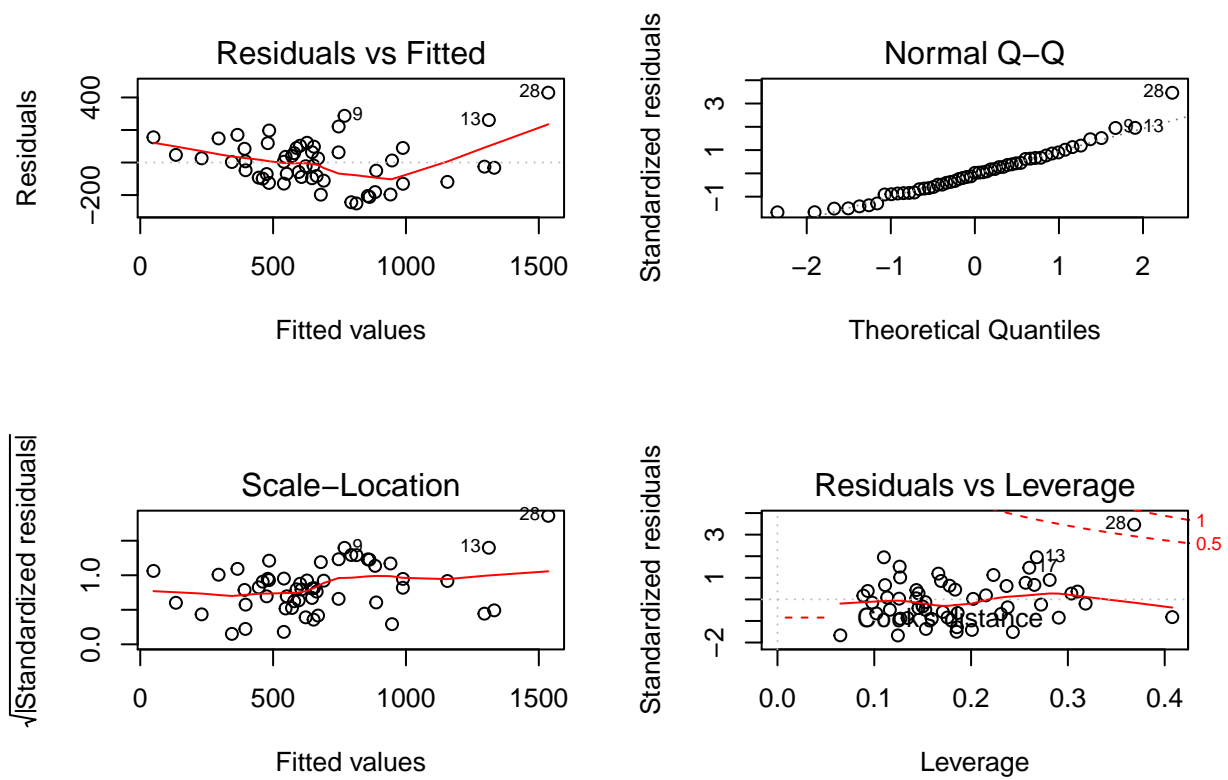 Residuals vs Fitted
Residuals
400
−200
28
13
9
0 500 1000 1500
Fitted values
Normal Q−Q
Standardized residuals
3
1
−1
28
9
13
−2 −1 0 1 2
Theoretical Quantiles
Scale−Location
√|Standardized residuals|
1.0
0.0
28
13
9
0 500 1000 1500
Fitted values
Residuals vs Leverage
Standardized residuals
3
1
−2
28
13
17
1
0.5
Cook's distance
0.0 0.1 0.2 0.3 0.4
Leverage